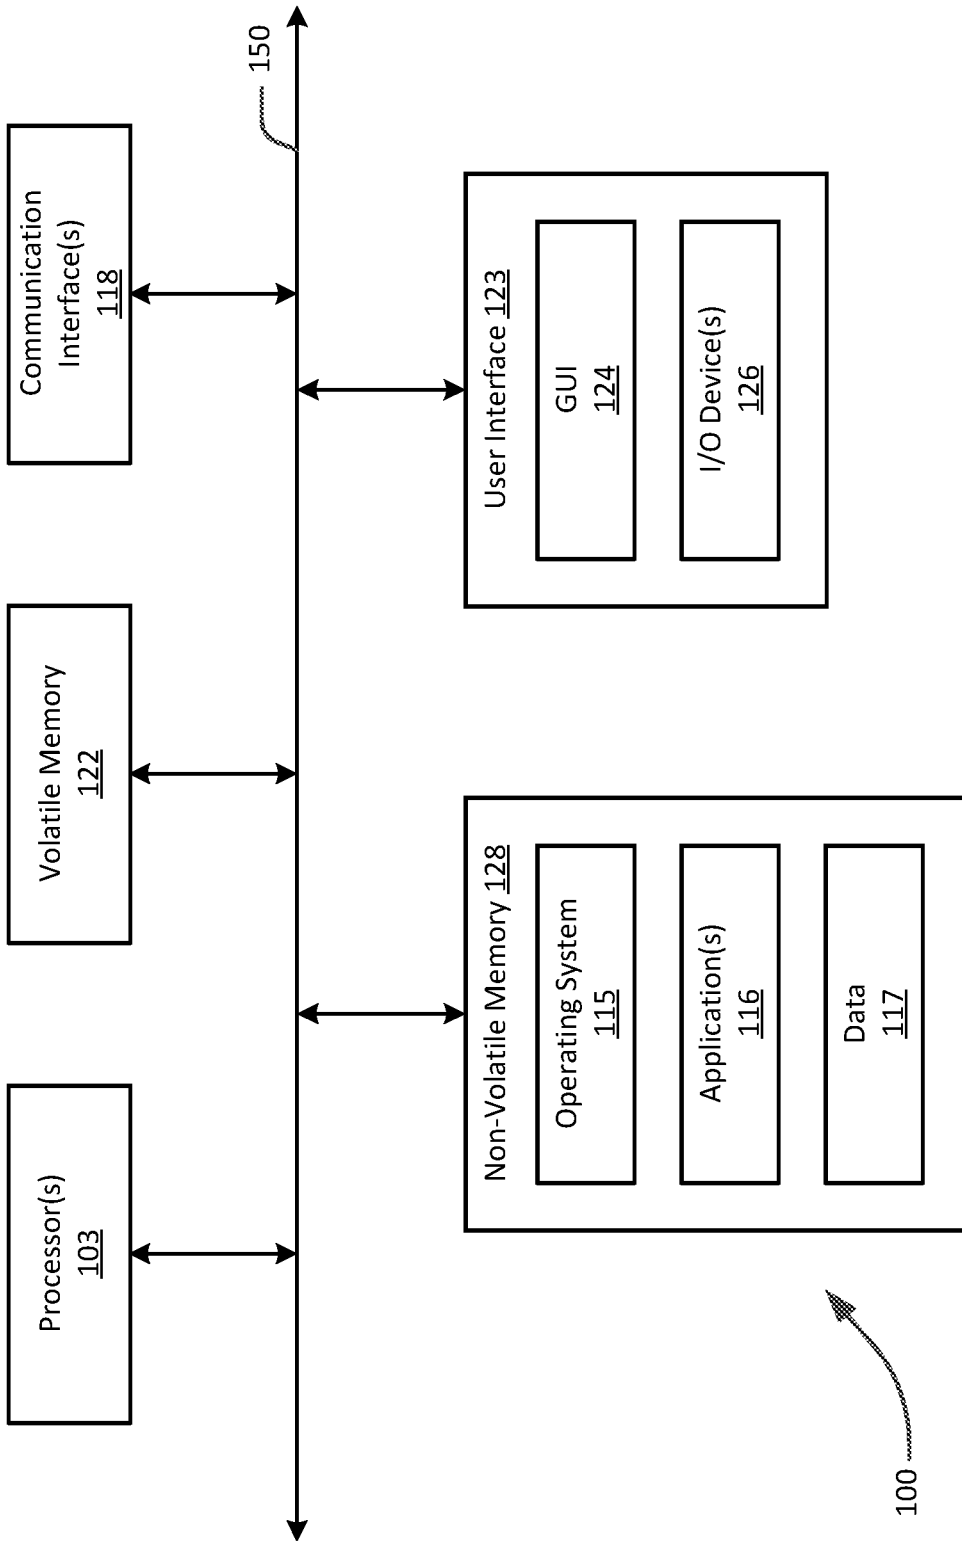 Processor(s)
103
Volatile Memory
122
Communication
Interface(s)
118
150
Non-Volatile Memory 128
Operating System
115
Application(s)
116
Data
117
User Interface 123
GUI
124
I/O Device(s)
126
100